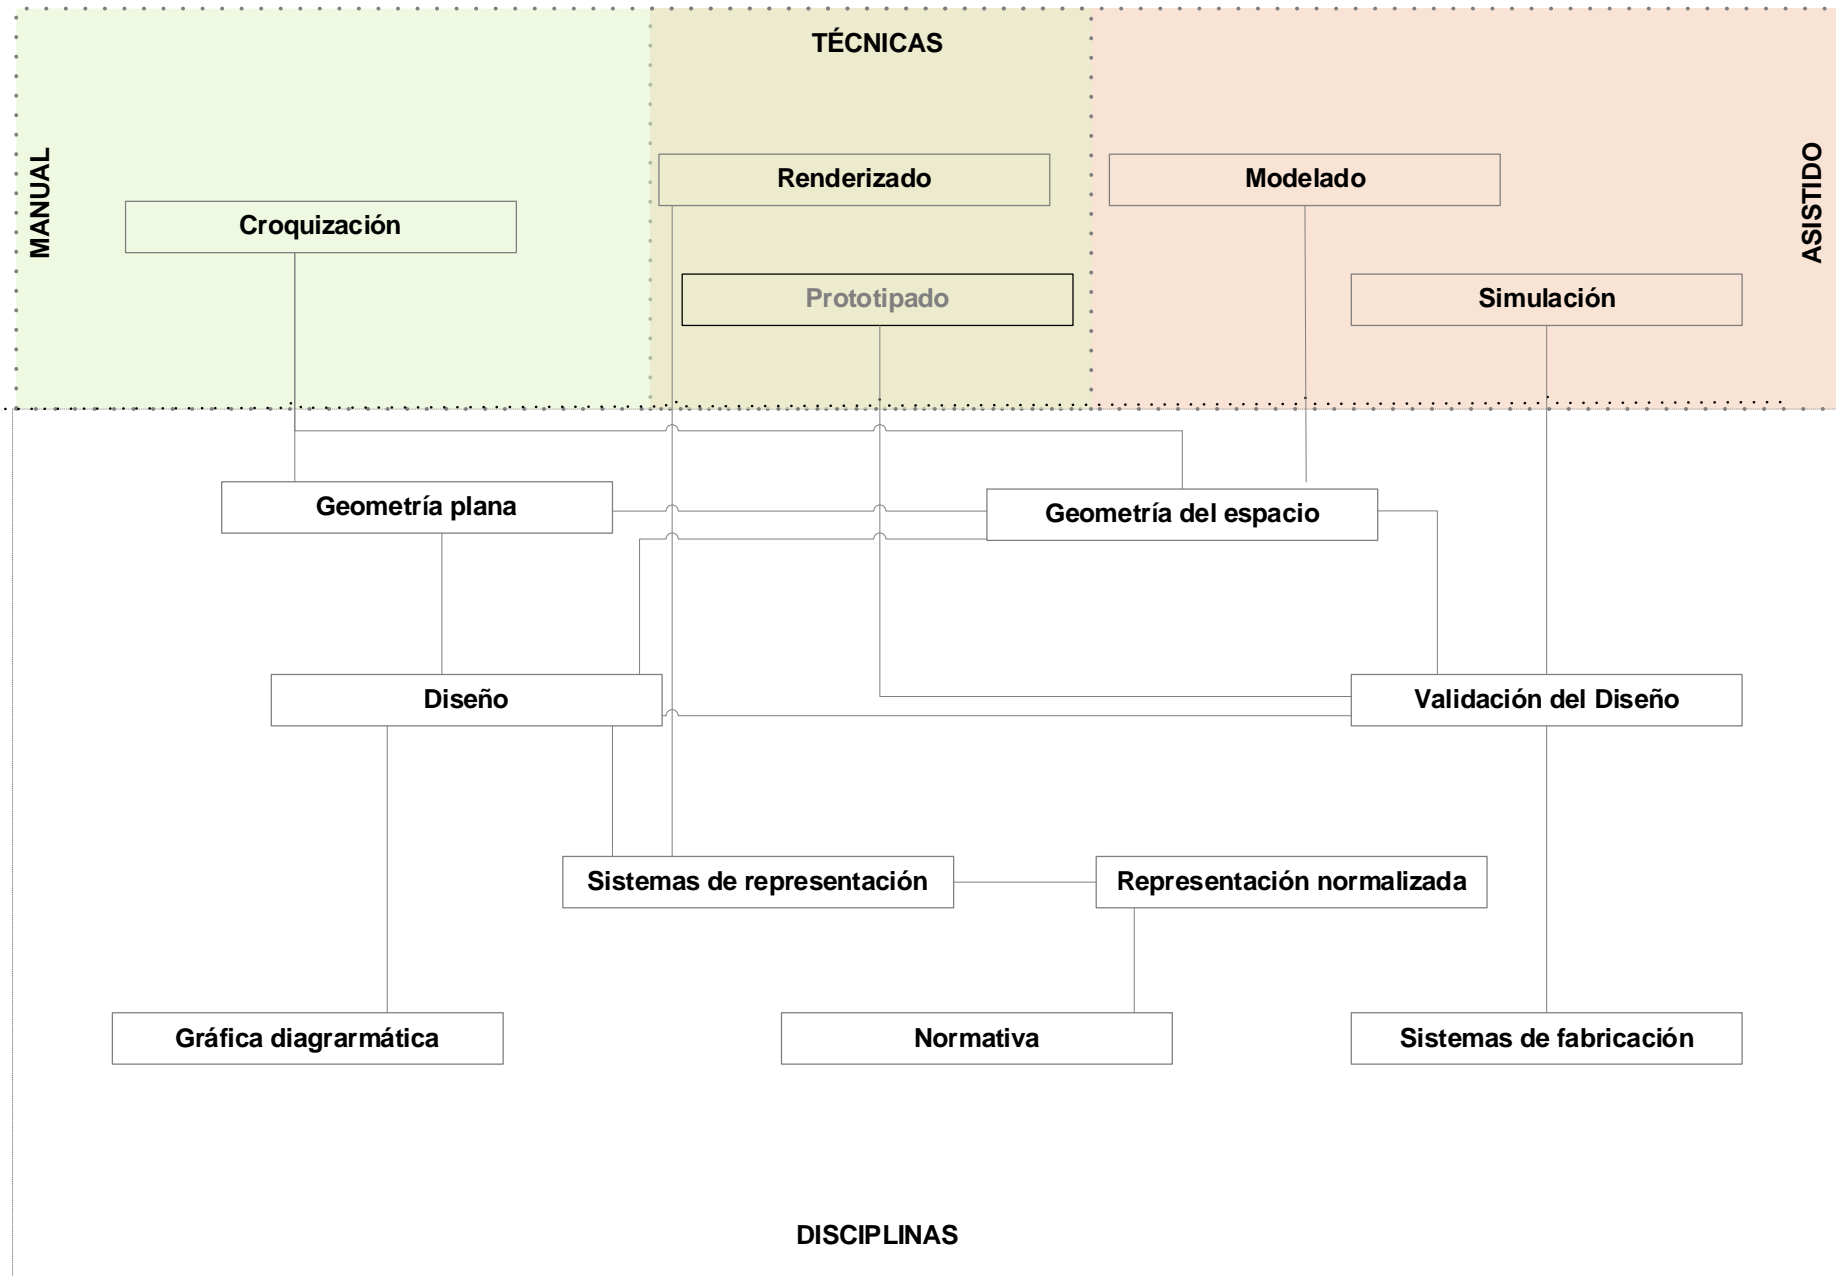 TÉCNICAS
MANUAL
ASISTIDO
Renderizado
Modelado
Croquización
Prototipado
Simulación
Geometría plana
Geometría del espacio
Diseño
Validación del Diseño
Sistemas de representación
Representación normalizada
Gráfica diagrarmática
Normativa
Sistemas de fabricación
DISCIPLINAS